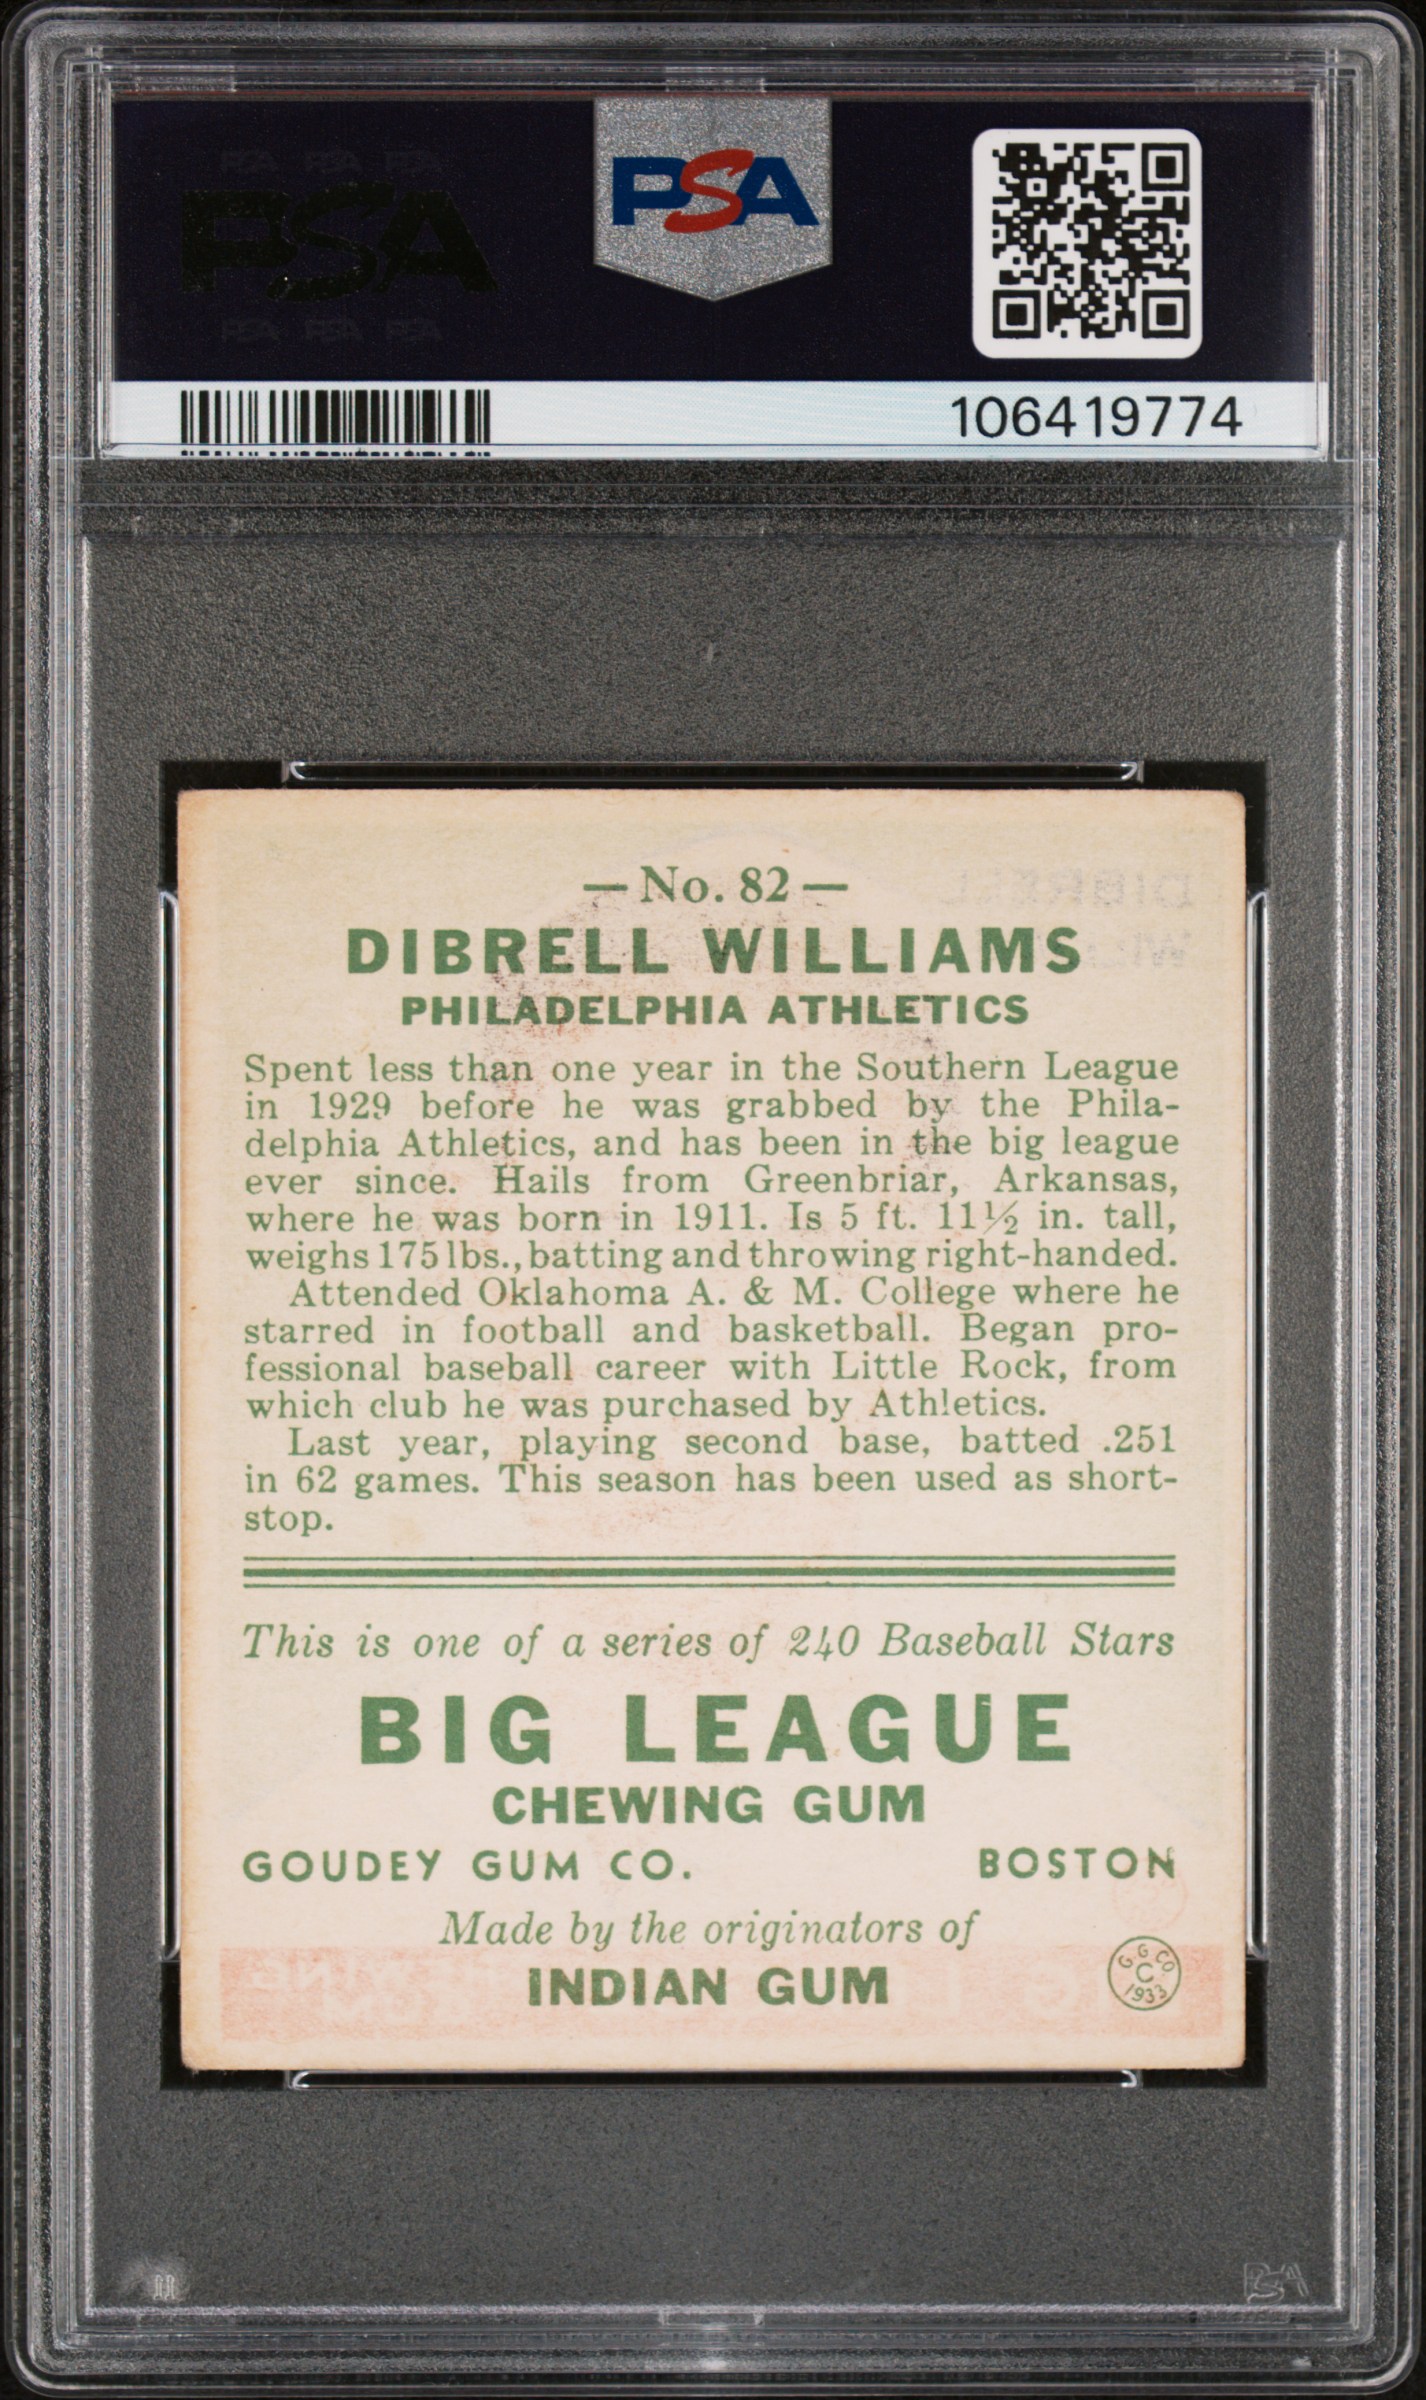 PSA PSA PSA
PSA
PSA PSA PSA
PSA
106419774
— No. 82 —
DIBRELL WILLIAMS
PHILADELPHIA ATHLETICS
Spent less than one year in the Southern League
in 1929 before he was grabbed by the Phila-
delphia Athletics, and has been in the big league
ever since. Hails from Greenbriar, Arkansas,
where he was born in 1911. Is 5 ft. 11½ in. tall,
weighs 175 lbs., batting and throwing right-handed.
Attended Oklahoma A. & M. College where he
starred in football and basketball. Began pro-
fessional baseball career with Little Rock, from
which club he was purchased by Athletics.
Last year, playing second base, batted .251
in 62 games. This season has been used as short-
stop.
This is one of a series of 240 Baseball Stars
BIG LEAGUE
CHEWING GUM
GOUDEY GUM CO. BOSTON
Made by the originators of
INDIAN GUM
G. G. CO.
C
1933
PSA